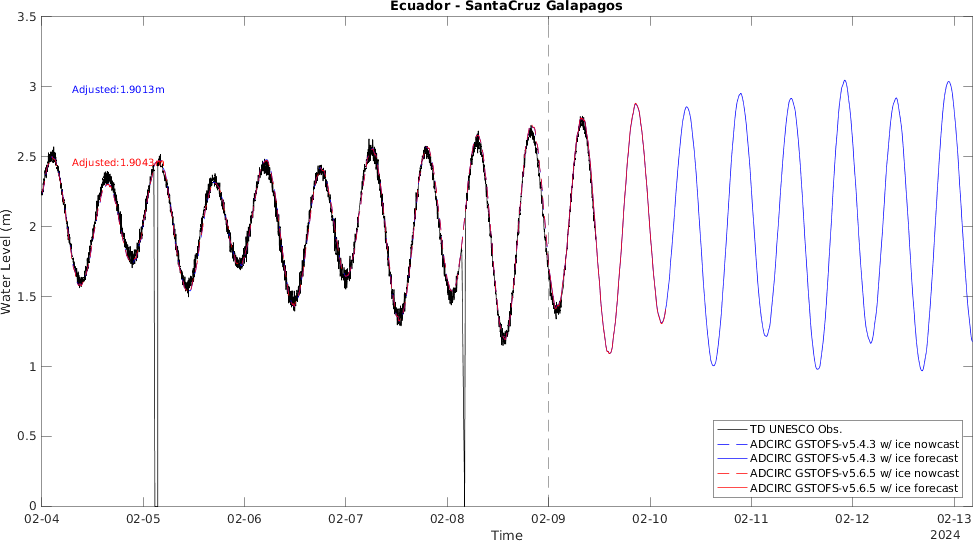 Ecuador - SantaCruz Galapagos
3.5
3
2.5
2
1.5
1
0.5
0
Water Level (m)
Adjusted:1.9013m
Adjusted:1.9043
TD UNESCO Obs.
ADCIRC GSTOFS-v5.4.3 w/ ice nowcast
ADCIRC GSTOFS-v5.4.3 w/ ice forecast
ADCIRC GSTOFS-v5.6.5 w/ ice nowcast
ADCIRC GSTOFS-v5.6.5 w/ ice forecast
02-04 02-05 02-06 02-07 02-08 02-09 02-10 02-11 02-12 02-13
Time 2024